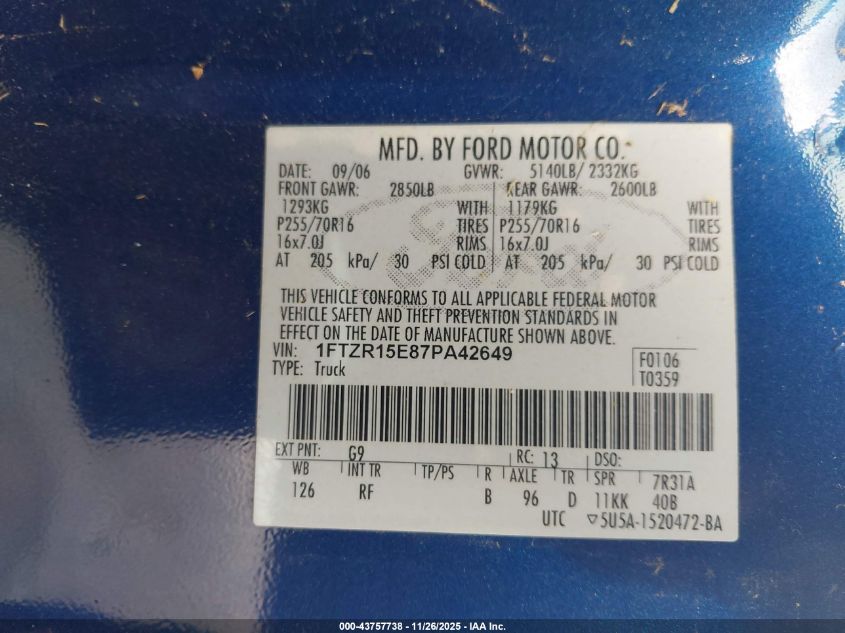 MFD. BY FORD MOTOR CO.
DATE: 09/06 GVWR: 5140LB/ 2332KG
FRONT GAWR: 2850LB REAR GAWR: 2600LB
1293KG WITH 1179KG WITH
P255/70R16 TIRES P255/70R16 TIRES
16x7.0J RIMS 16x7.0J RIMS
AT 205 kPa/ 30 PSI COLD AT 205 kPa/ 30 PSI COLD
THIS VEHICLE CONFORMS TO ALL APPLICABLE FEDERAL MOTOR
VEHICLE SAFETY AND THEFT PREVENTION STANDARDS IN
EFFECT ON THE DATE OF MANUFACTURE SHOWN ABOVE.
VIN: 1FTZR15E87PA42649
TYPE: Truck
F0106
T0359
EXT PNT: G9 RC: 13 DSO:
WB INT TR TP/PS R AXLE TR SPR 7R31A
126 RF B 96 D 11KK 40B
UTC ▽5U5A-1520472-BA
000-43757738 - 11/26/2025 - IAA Inc.